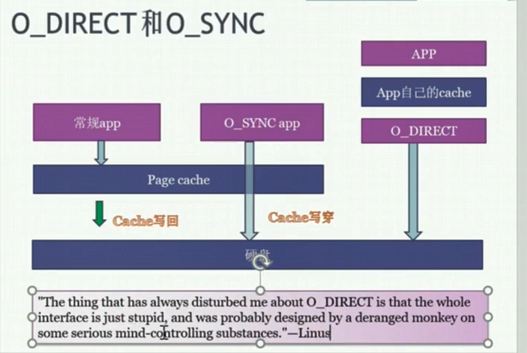 O_DIRECT和O_SYNC
APP
App自己的cache
常规app
O_SYNC app
O_DIRECT
Page cache
Cache写回
Cache写穿
硬盘
"The thing that has always disturbed me about O_DIRECT is that the whole
interface is just stupid, and was probably designed by a deranged monkey on
some serious mind-controlling substances."—Linus